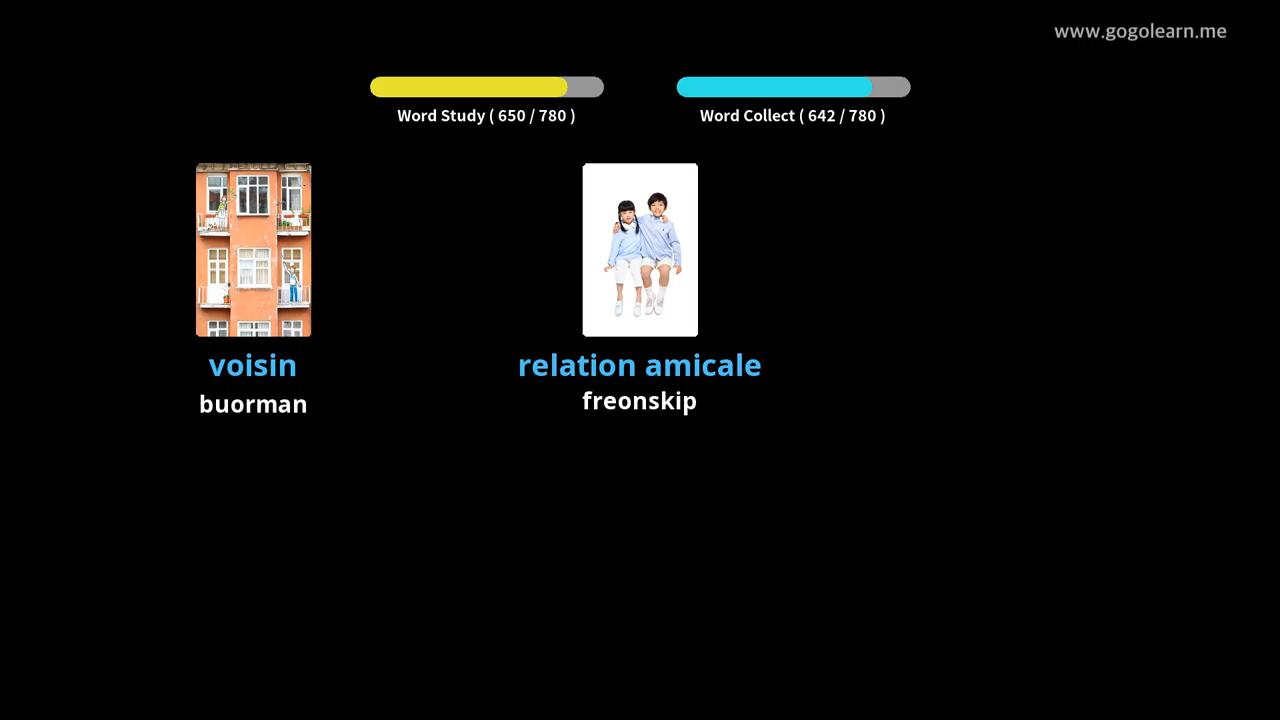 www.gogolearn.me
Word Study ( 650 / 780 )
Word Collect ( 642 / 780 )
voisin
buorman
relation amicale
freonskip